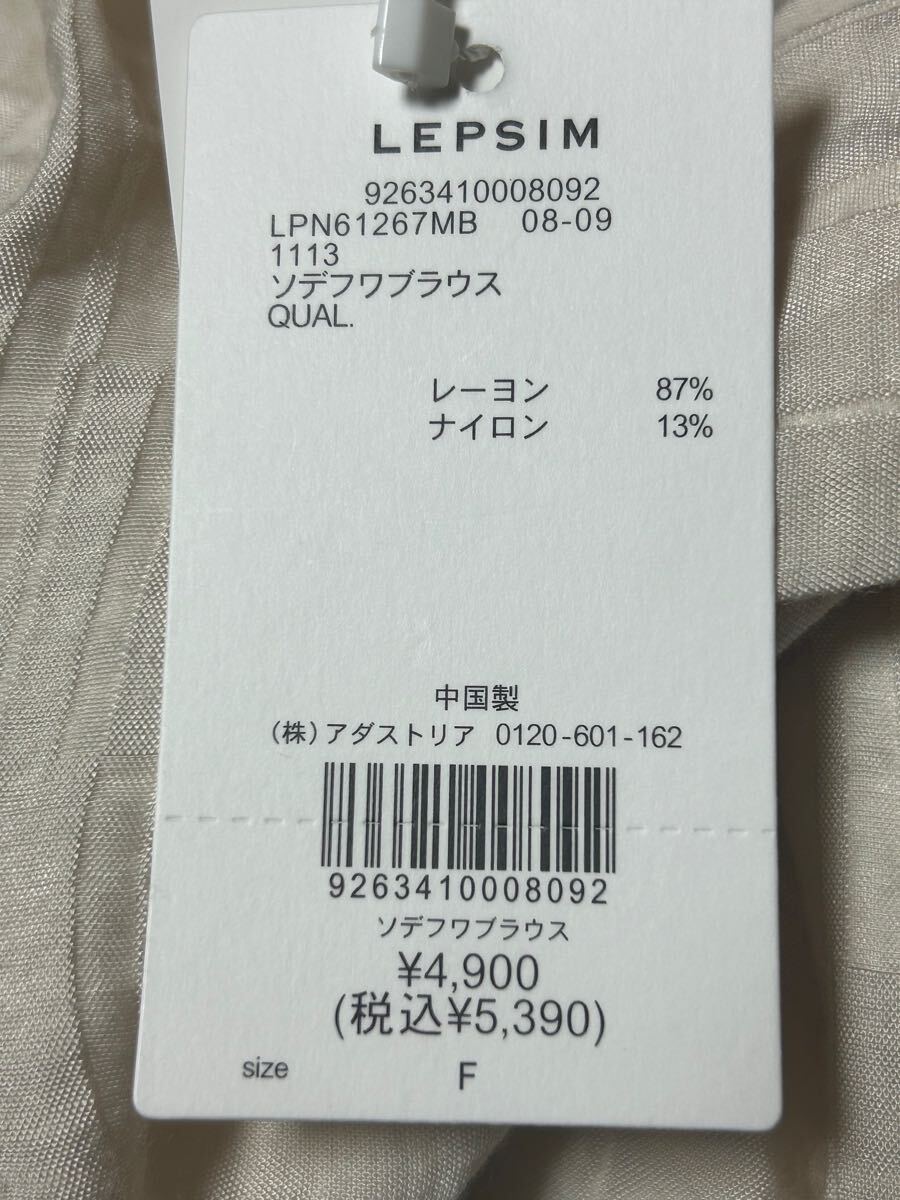 LEPSIM
9263410008092
LPN61267MB 08-09
1113
ソデフワブラウス
QUAL.
レーヨン 87%
ナイロン 13%
中国製
(株)アダストリア 0120-601-162
9263410008092
ソデフワブラウス
¥4,900
(税込¥5,390)
size F